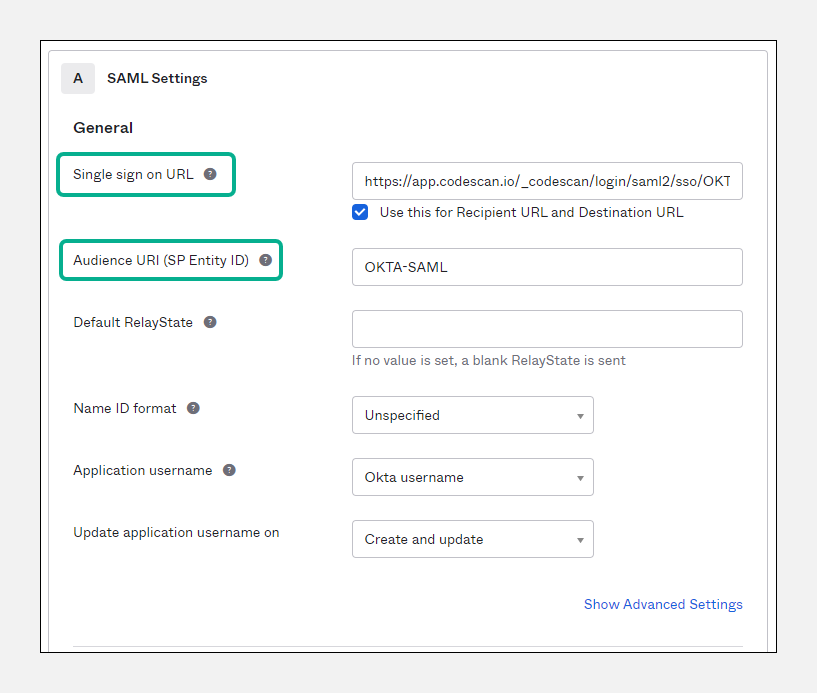 A SAML Settings
General
Single sign on URL ?
https://app.codescan.io/_codescan/login/saml2/sso/OKT
Use this for Recipient URL and Destination URL
Audience URI (SP Entity ID) ?
OKTA-SAML
Default RelayState ?
If no value is set, a blank RelayState is sent
Name ID format ?
Unspecified
Application username ?
Okta username
Update application username on
Create and update
Show Advanced Settings